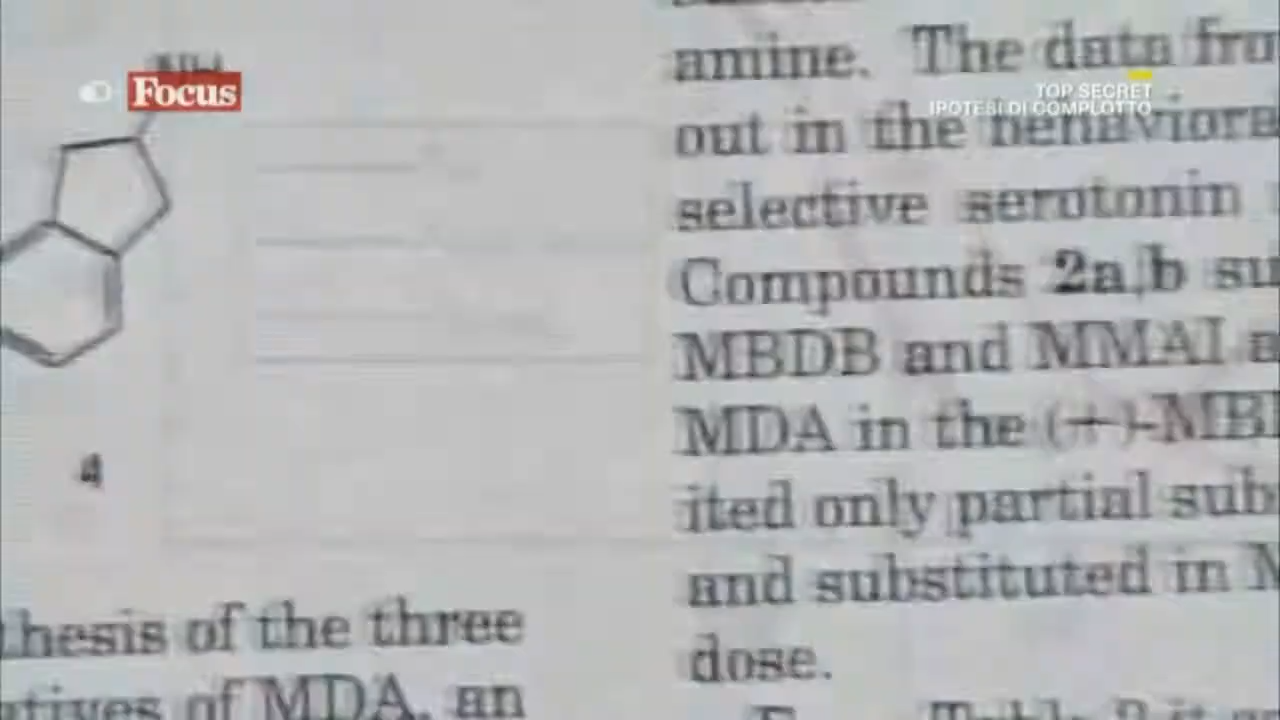 Focus
TOP SECRET
IPOTESI DI COMPLOTTO
4
thesis of the three
atives of MDA, an
amine. The data fro
out in the behaviora
selective serotonin
Compounds 2a,b su
MBDB and MMAI a
MDA in the (+)-MBD
ited only partial sub
and substituted in M
dose.